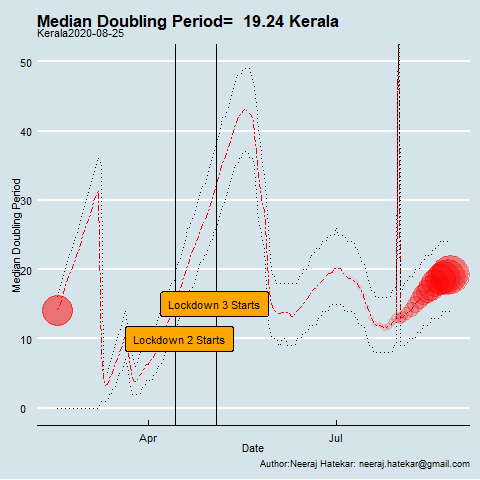 Median Doubling Period=  19.24 Kerala
Kerala2020-08-25
50
40
30
20
10
0
Median Doubling Period
Lockdown 3 Starts
Lockdown 2 Starts
Apr
Jul
Date
Author:Neeraj Hatekar: neeraj.hatekar@gmail.com